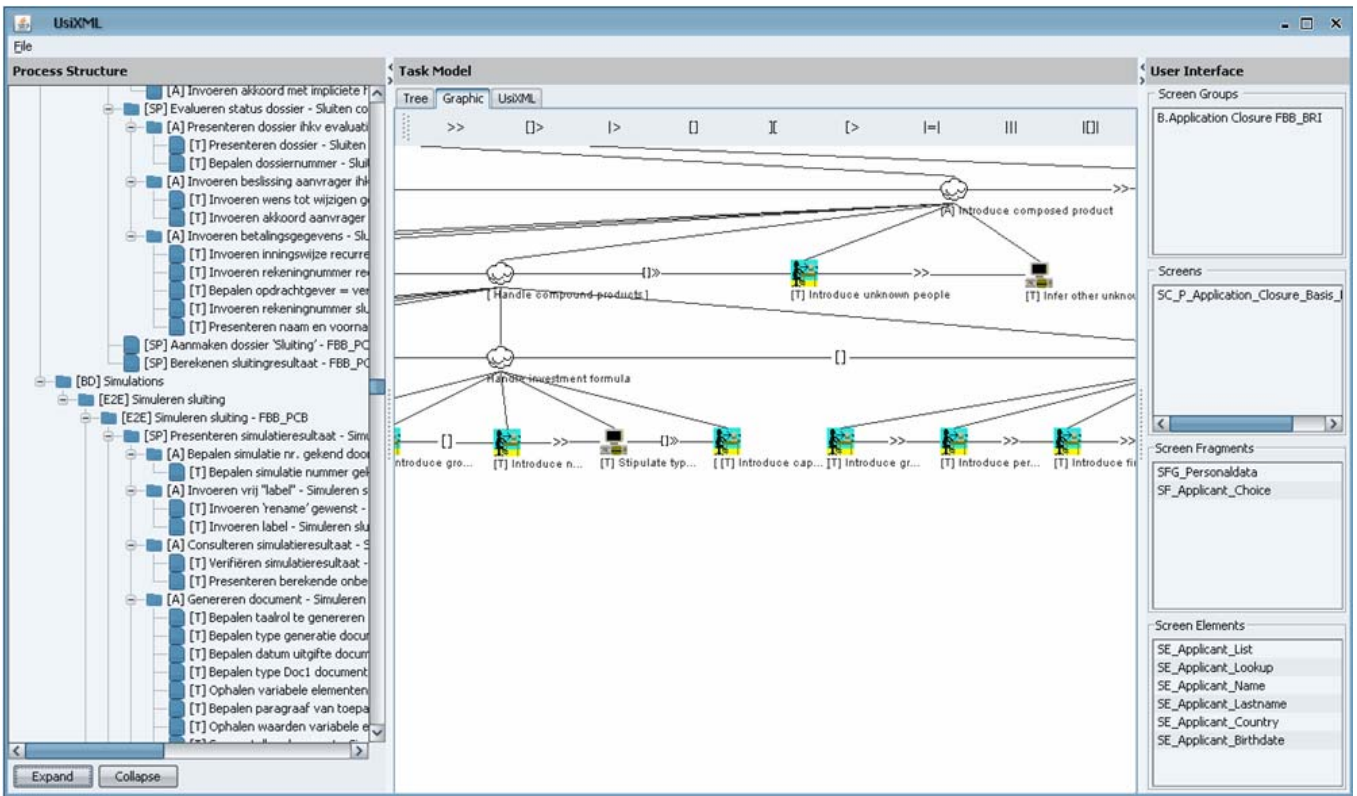 UsiXML
File
Process Structure
[A] Invoeren akkoord met impliciete f
[SP] Evalueren status dossier - Sluiten co
[A] Presenteren dossier ihkv evaluati
[T] Presenteren dossier - Sluiten
[T] Bepalen dossiernummer - Sluit
[A] Invoeren beslissing aanvrager ihk
[T] Invoeren wens tot wijzigen g
[T] Invoeren akkoord aanvrager
[A] Invoeren betalingsgegevens - Slu
[T] Invoeren inningswijze recurre
[T] Invoeren rekeningnummer re
[T] Bepalen opdrachtgever = ver
[T] Invoeren rekeningnummer slu
[T] Presenteren naam en voorna
[SP] Aanmaken dossier 'Sluiting' - FBB_PC
[SP] Berekenen sluitingresultaat - FBB_PC
[BD] Simulations
[E2E] Simuleren sluiting
[E2E] Simuleren sluiting - FBB_PCB
[SP] Presenteren simulatieresultaat - Simu
[A] Bepalen simulatie nr. gekend door
[T] Bepalen simulatie nummer gek
[A] Invoeren vrij "label" - Simuleren s
[T] Invoeren 'rename' gewenst -
[T] Invoeren label - Simuleren slu
[A] Consulteren simulatieresultaat - S
[T] Verifiëren simulatieresultaat -
[T] Presenteren berekende onbe
[A] Genereren document - Simuleren
[T] Bepalen taalrol te genereren
[T] Bepalen type generatie docum
[T] Bepalen datum uitgifte docum
[T] Bepalen type Doc1 document
[T] Ophalen variabele elementen
[T] Bepalen paragraaf van toepa
[T] Ophalen waarden variabele e
Expand Collapse
Task Model
Tree Graphic UsiXML
>> []> |> [] ][ [> |=| ||| |[]|
>>
[A] Introduce composed product
[]>> >>
[ Handle compound products ] [T] Introduce unknown people [T] Infer other unknou
[]
Handle investment formula
[] >> []>> >> >> >>
ntroduce gro... [T] Introduce n... [T] Stipulate typ... [ [T] Introduce cap... [T] Introduce gr... [T] Introduce per... [T] Introduce fi
User Interface
Screen Groups
B.Application Closure FBB_BRI
Screens
SC_P_Application_Closure_Basis_
Screen Fragments
SFG_Personaldata
SF_Applicant_Choice
Screen Elements
SE_Applicant_List
SE_Applicant_Lookup
SE_Applicant_Name
SE_Applicant_Lastname
SE_Applicant_Country
SE_Applicant_Birthdate